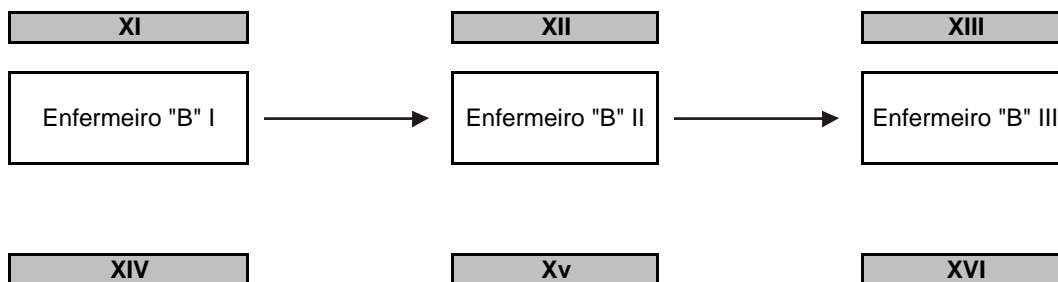 XI XII XIII
Enfermeiro "B" I Enfermeiro "B" II Enfermeiro "B" III
XIV Xv XVI